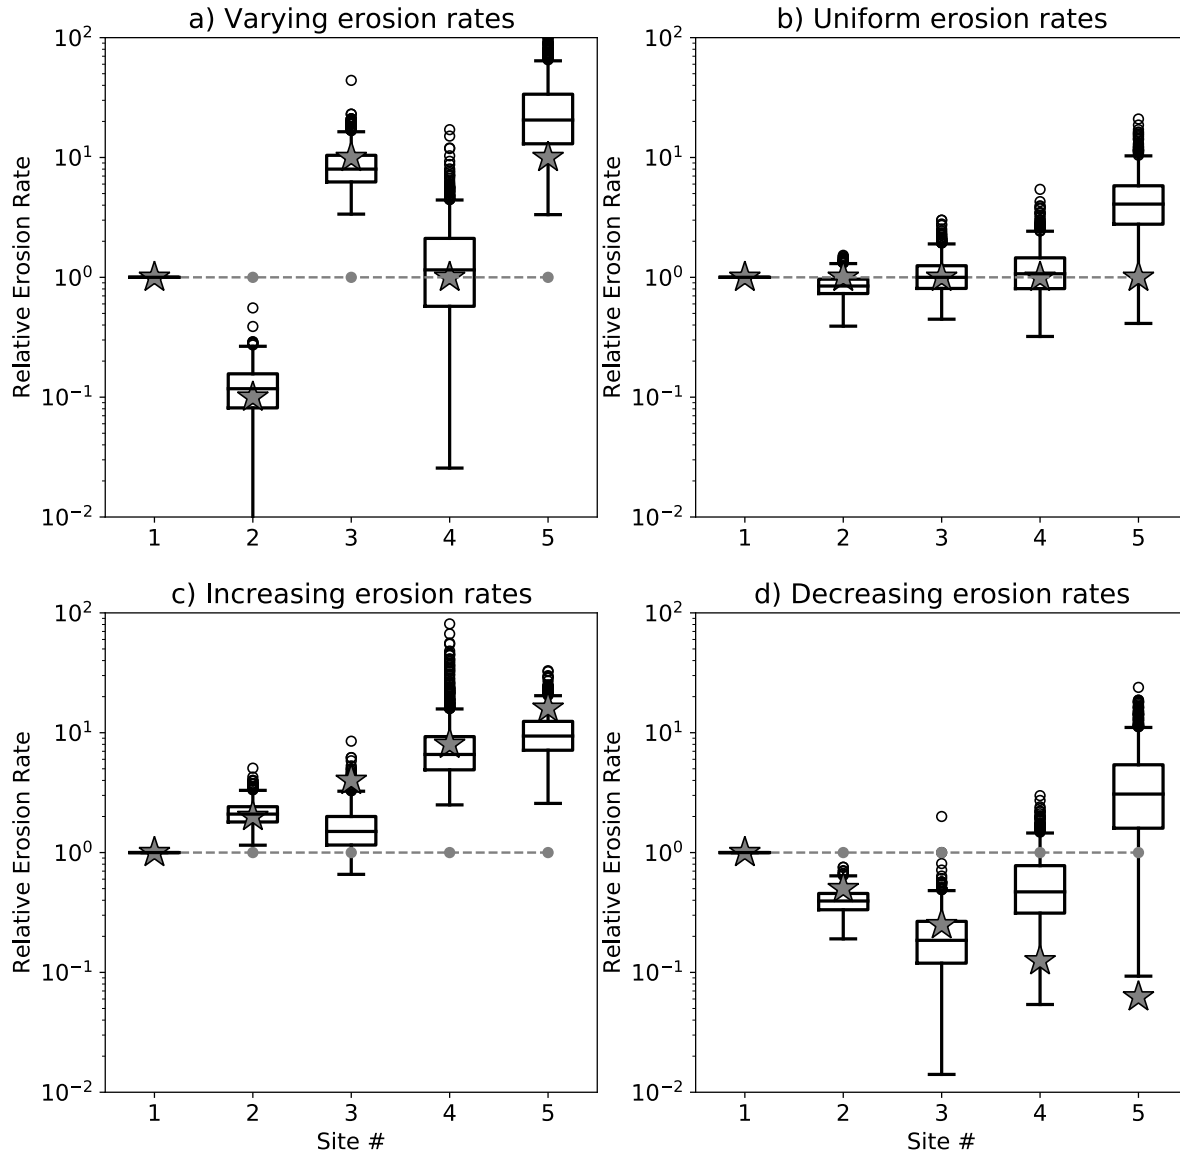 a) Varying erosion rates
b) Uniform erosion rates
Relative Erosion Rate
10^2
10^1
10^0
10^-1
10^-2
1 2 3 4 5
Relative Erosion Rate
10^2
10^1
10^0
10^-1
10^-2
1 2 3 4 5
c) Increasing erosion rates
d) Decreasing erosion rates
Relative Erosion Rate
10^2
10^1
10^0
10^-1
10^-2
1 2 3 4 5
Site #
Relative Erosion Rate
10^2
10^1
10^0
10^-1
10^-2
1 2 3 4 5
Site #